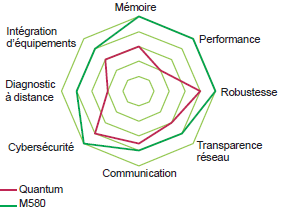 Mémoire
Intégration
d'équipements
Performance
Diagnostic
à distance
Robustesse
Cybersécurité
Transparence
réseau
Communication
Quantum
M580